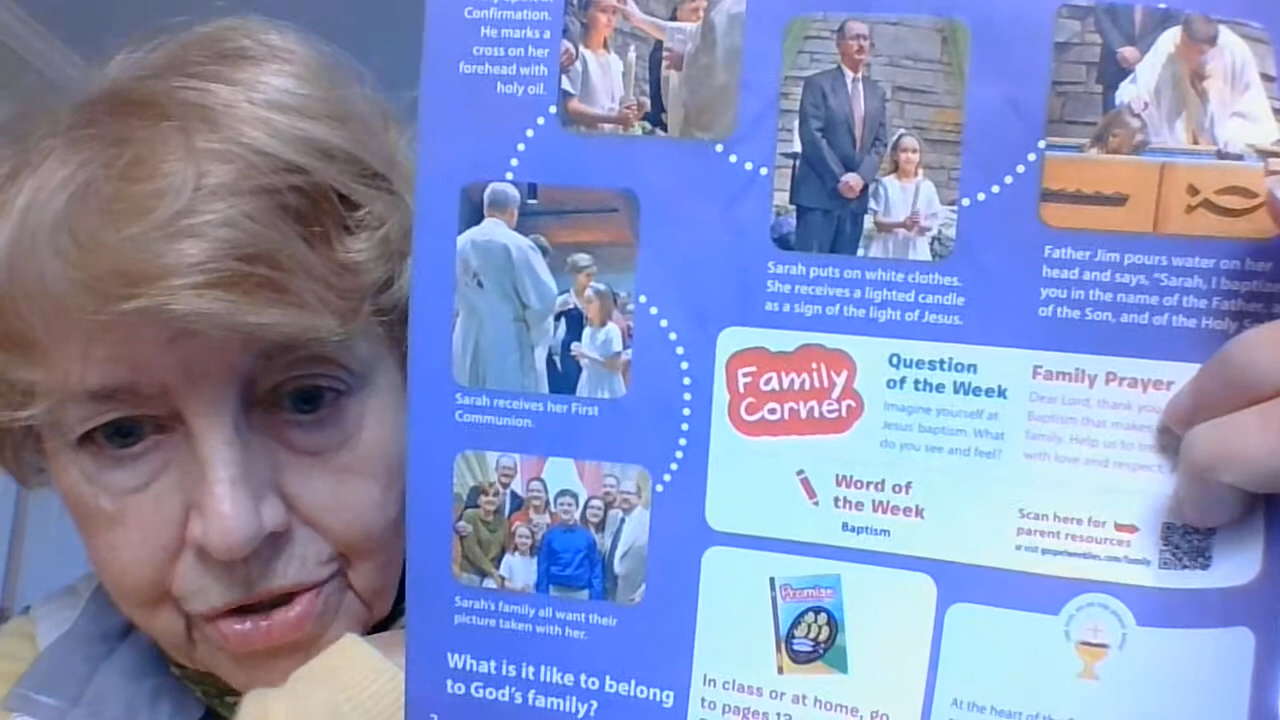 Confirmation.
He marks a
cross on her
forehead with
holy oil.
Sarah puts on white clothes.
She receives a lighted candle
as a sign of the light of Jesus.
Father Jim pours water on her
head and says, "Sarah, I baptize
you in the name of the Father,
of the Son, and of the Holy
Sarah receives her First
Communion.
Sarah's family all want their
picture taken with her.
What is it like to belong
to God's family?
Family
Corner
Question
of the Week
Imagine yourself at
Jesus' baptism. What
do you see and feel?
Family Prayer
Dear Lord, thank you
Baptism that makes
family. Help us to
with love and respect
Word of
the Week
Baptism
Scan here for
parent resources
or visit gospelweeklies.com/family
Promise
In class or at home, go
to pages 12
At the heart of the